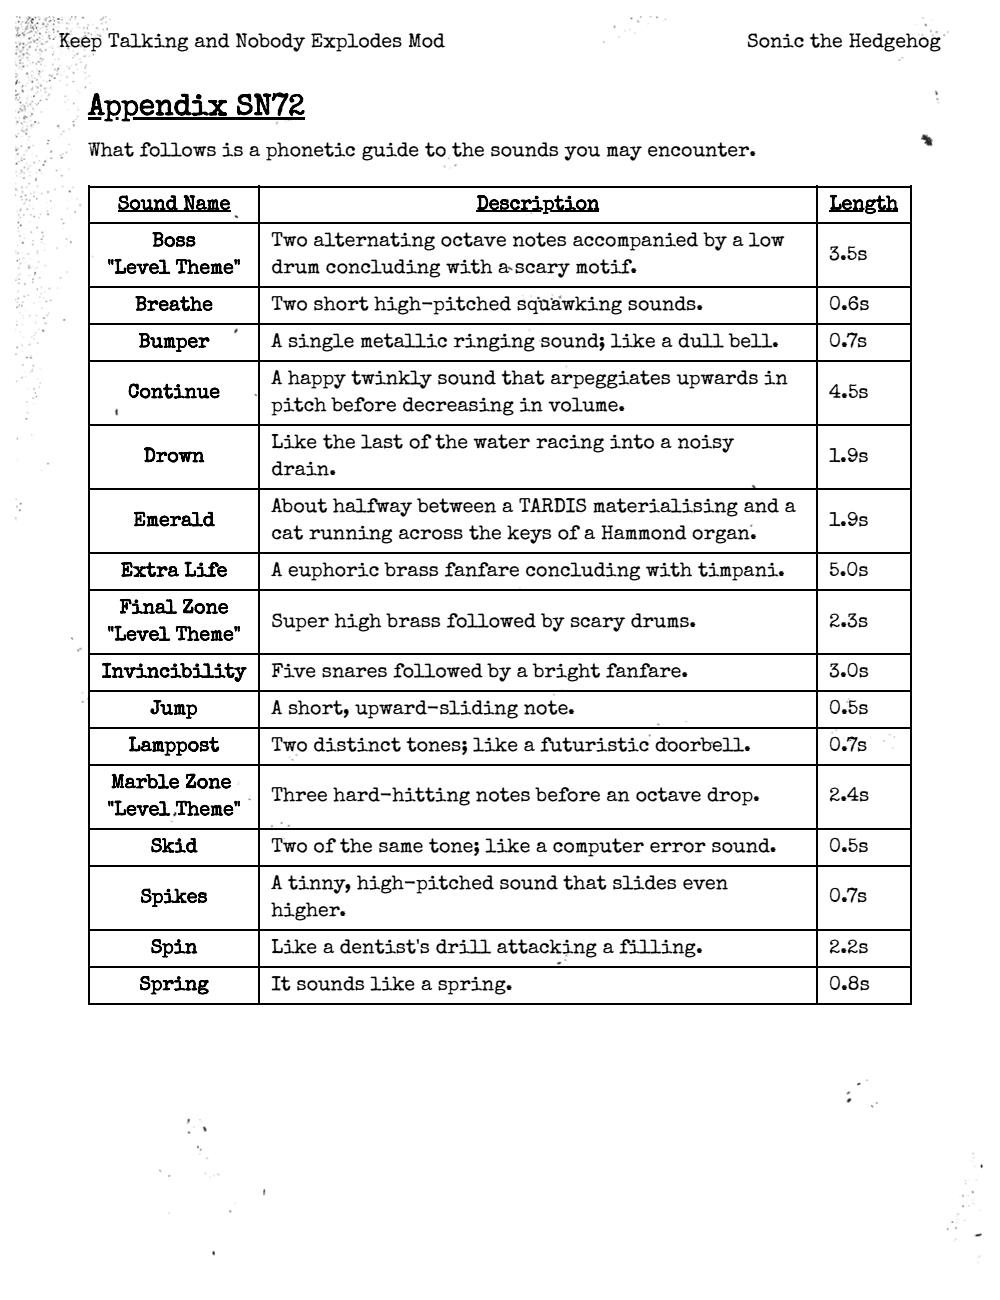 Keep Talking and Nobody Explodes Mod
Sonic the Hedgehog
Appendix SN72
What follows is a phonetic guide to the sounds you may encounter.
Sound Name Description Length
Boss
"Level Theme"
Two alternating octave notes accompanied by a low
drum concluding with a scary motif.
3.5s
Breathe Two short high-pitched squawking sounds. 0.6s
Bumper A single metallic ringing sound; like a dull bell. 0.7s
Continue
A happy twinkly sound that arpeggiates upwards in
pitch before decreasing in volume.
4.5s
Drown
Like the last of the water racing into a noisy
drain.
1.9s
Emerald
About halfway between a TARDIS materialising and a
cat running across the keys of a Hammond organ.
1.9s
Extra Life A euphoric brass fanfare concluding with timpani. 5.0s
Final Zone
"Level Theme"
Super high brass followed by scary drums.
2.3s
Invincibility Five snares followed by a bright fanfare. 3.0s
Jump A short, upward-sliding note. 0.5s
Lamppost Two distinct tones; like a futuristic doorbell. 0.7s
Marble Zone
"Level Theme"
Three hard-hitting notes before an octave drop.
2.4s
Skid Two of the same tone; like a computer error sound. 0.5s
Spikes
A tinny, high-pitched sound that slides even
higher.
0.7s
Spin Like a dentist's drill attacking a filling. 2.2s
Spring It sounds like a spring. 0.8s